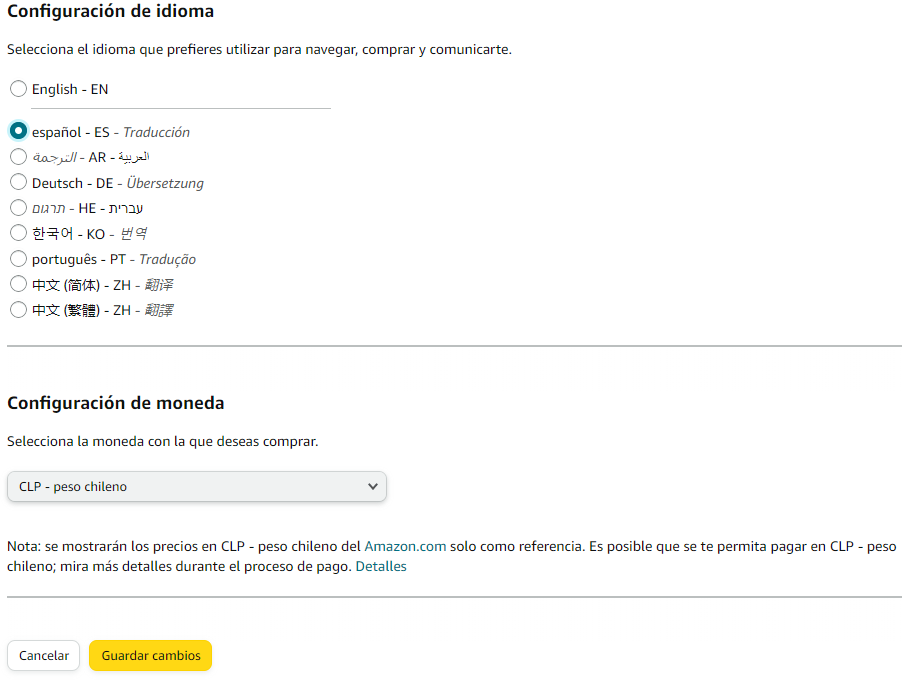 Configuración de idioma
Selecciona el idioma que prefieres utilizar para navegar, comprar y comunicarte.
English - EN
español - ES - Traducción
العربية - AR - الترجمة
Deutsch - DE - Übersetzung
עברית - HE - תרגום
한국어 - KO - 번역
português - PT - Tradução
中文 (简体) - ZH - 翻译
中文 (繁體) - ZH - 翻譯
Configuración de moneda
Selecciona la moneda con la que deseas comprar.
CLP - peso chileno
Nota: se mostrarán los precios en CLP - peso chileno del Amazon.com solo como referencia. Es posible que se te permita pagar en CLP - peso
chileno; mira más detalles durante el proceso de pago. Detalles
Cancelar Guardar cambios